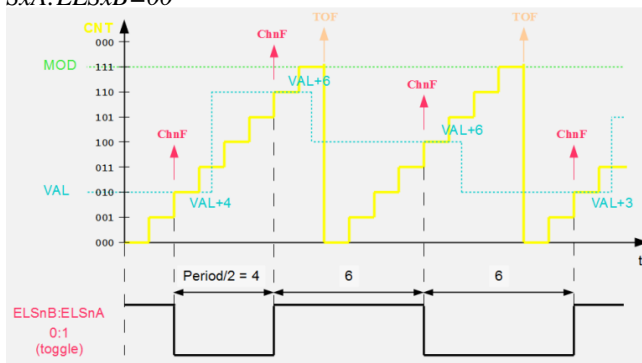 SxA:ELSxB=00
CNT
TOF
TOF
000
ChnF
MOD
111
VAL+6
110
ChnF
101
ChnF
VAL+6
100
ChnF
011
VAL
010
VAL+4
VAL+3
001
000
t
Period/2 = 4
6
6
ELSnB:ELSnA
0:1
(toggle)